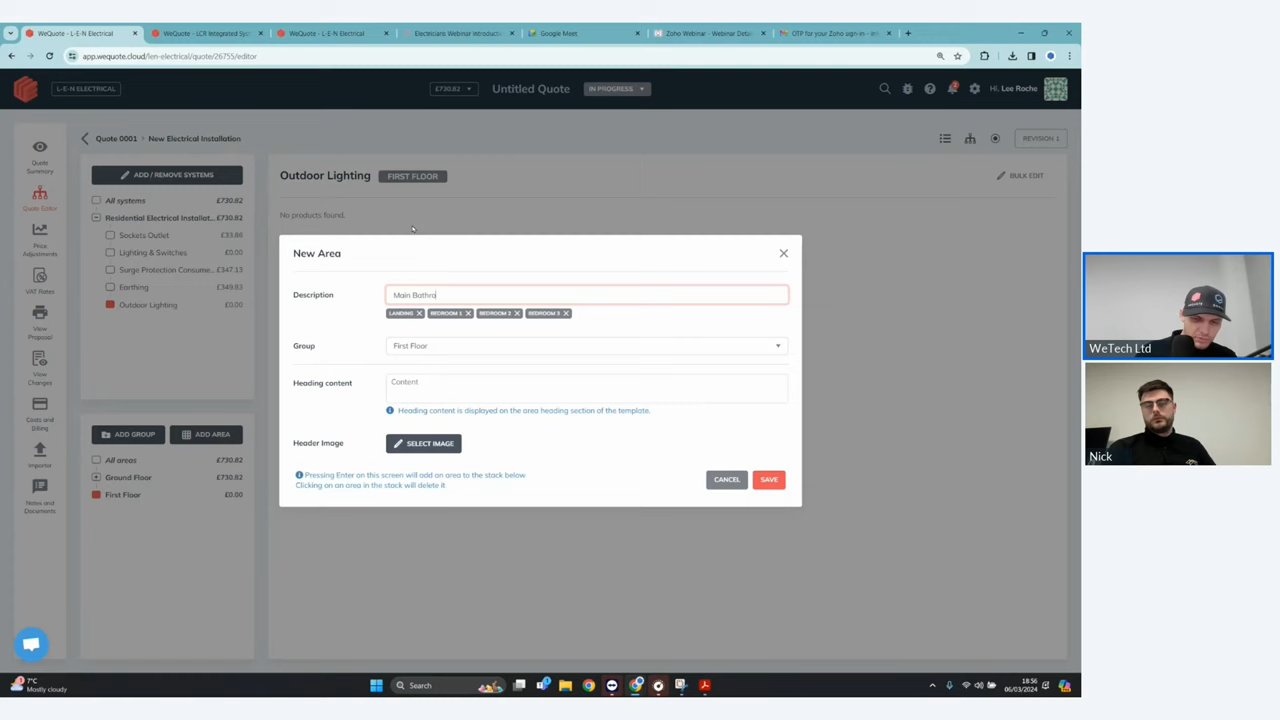 WeQuote - L-E-N Electrical
WeQuote - LCR Integrated Sys
WeQuote - L-E-N Electrical
Electricians Webinar Introductio
Google Meet
Zoho Webinar - Webinar Detai
OTP for your Zoho sign-in - info
app.wequote.cloud/len-electrical/quote/26755/editor
L-E-N ELECTRICAL
£730.82
Untitled Quote
IN PROGRESS
Hi, Lee Roche
Quote 0001 > New Electrical Installation
REVISION 1
Quote
Summary
Quote Editor
Price
Adjustments
VAT Rates
View
Proposal
View
Changes
Costs and
Billing
Importer
Notes and
Documents
ADD / REMOVE SYSTEMS
All systems £730.82
Residential Electrical Installat... £730.82
Sockets Outlet £33.86
Lighting & Switches £0.00
Surge Protection Consume... £347.13
Earthing £349.83
Outdoor Lighting £0.00
ADD GROUP
ADD AREA
All areas £730.82
Ground Floor £730.82
First Floor £0.00
Outdoor Lighting FIRST FLOOR
BULK EDIT
No products found.
New Area
Description
Main Bathro
LANDING BEDROOM 1 BEDROOM 2 BEDROOM 3
Group
First Floor
Heading content
Content
Heading content is displayed on the area heading section of the template.
Header Image
SELECT IMAGE
Pressing Enter on this screen will add an area to the stack below
Clicking on an area in the stack will delete it
CANCEL
SAVE
WeTech Ltd
Nick
7°C
Mostly cloudy
Search
18:56
06/03/2024